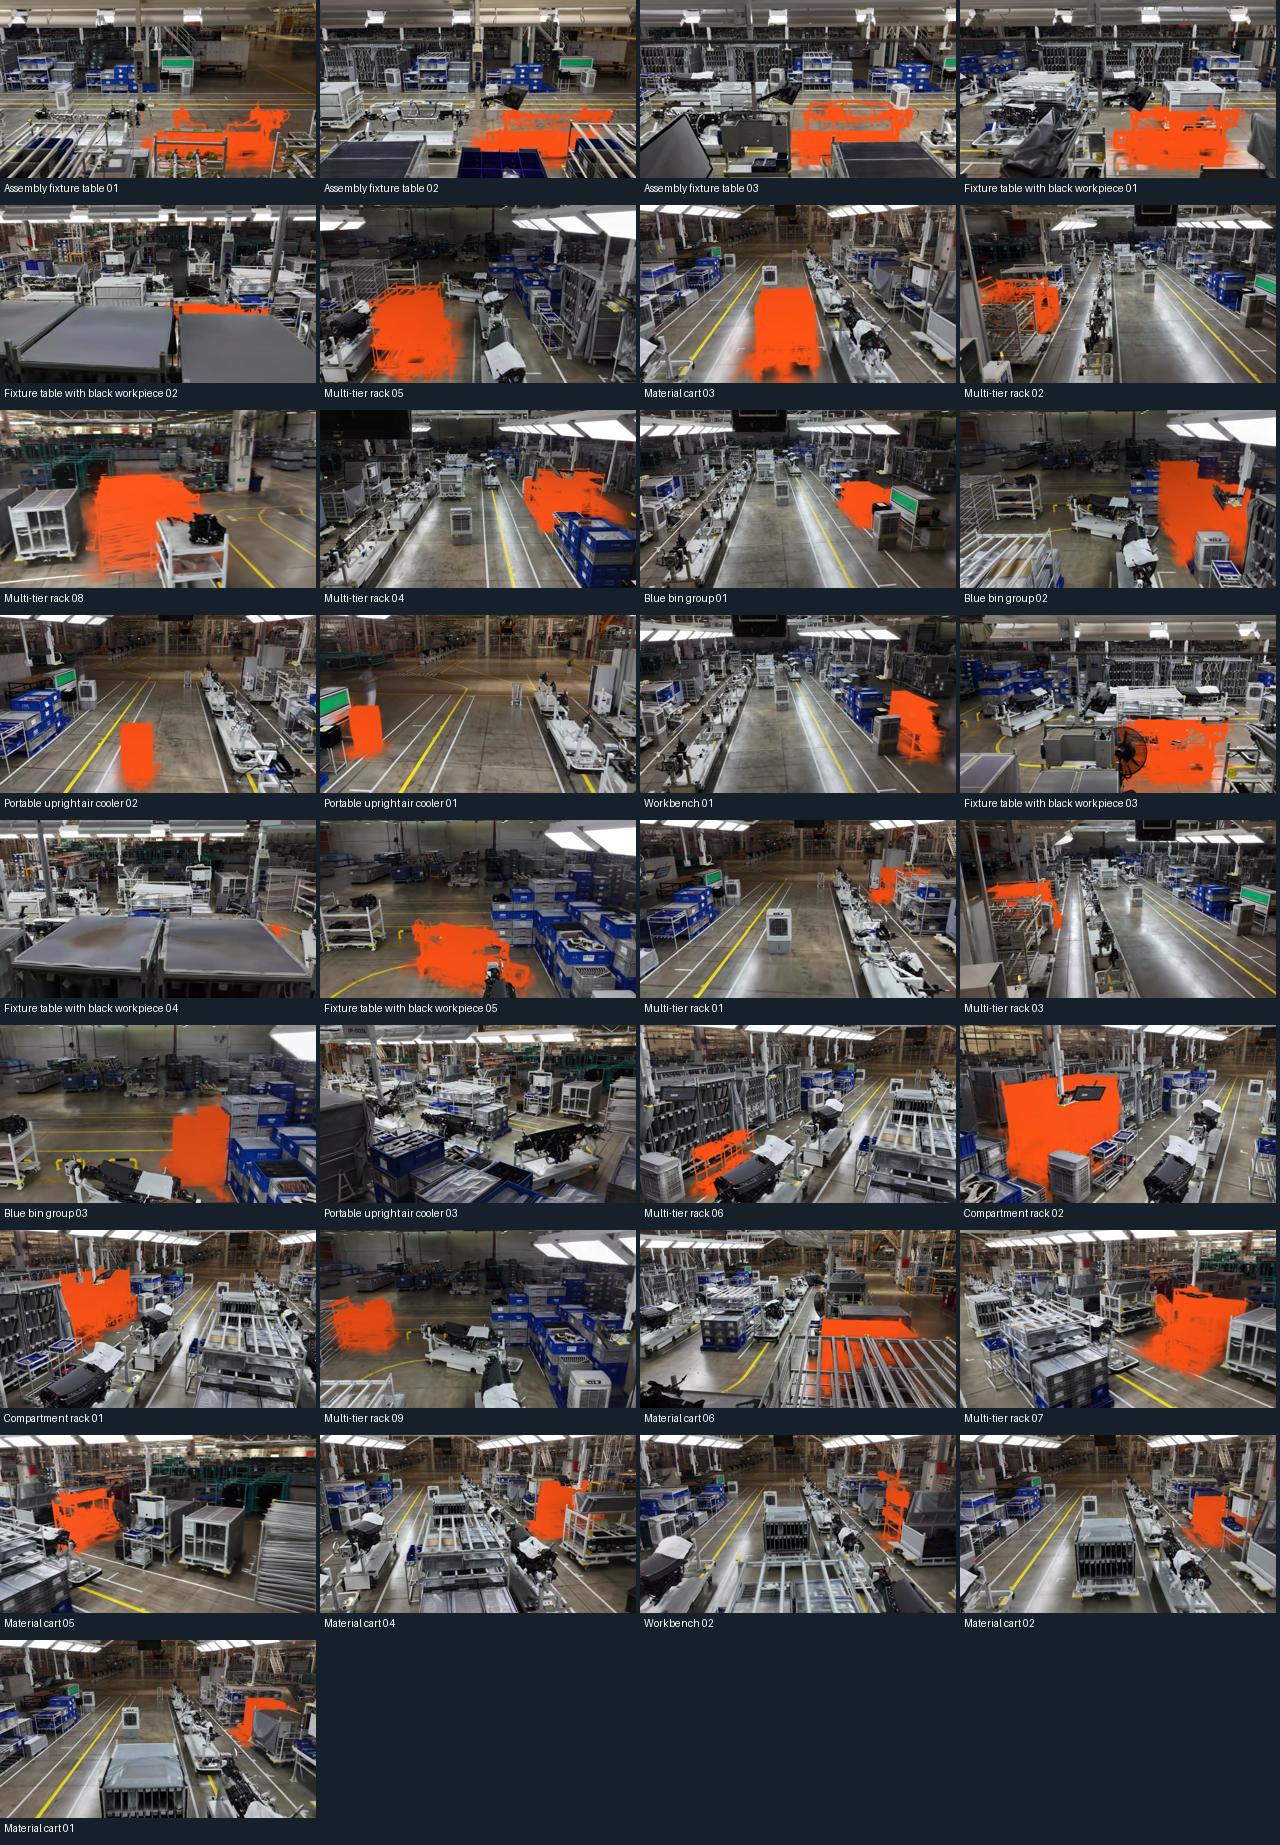 Assembly fixture table 01
Assembly fixture table 02
Assembly fixture table 03
Fixture table with black workpiece 01
Fixture table with black workpiece 02
Multi-tier rack 05
Material cart 03
Multi-tier rack 02
Multi-tier rack 08
Multi-tier rack 04
Blue bin group 01
Blue bin group 02
Portable upright air cooler 02
Portable upright air cooler 01
Workbench 01
Fixture table with black workpiece 03
Fixture table with black workpiece 04
Fixture table with black workpiece 05
Multi-tier rack 01
Multi-tier rack 03
Blue bin group 03
Portable upright air cooler 03
Multi-tier rack 06
Compartment rack 02
Compartment rack 01
Multi-tier rack 09
Material cart 06
Multi-tier rack 07
Material cart 05
Material cart 04
Workbench 02
Material cart 02
Material cart 01